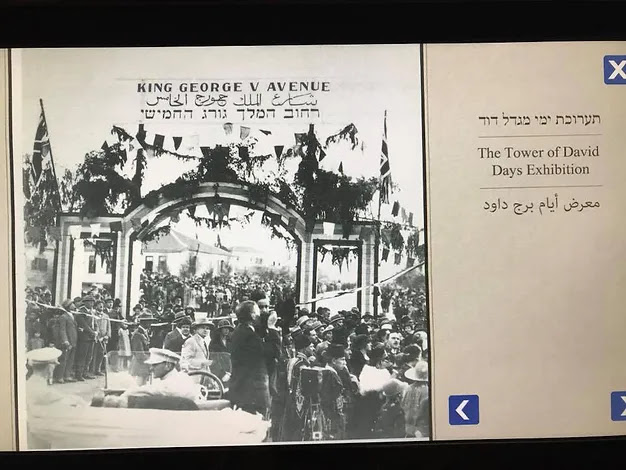 KING GEORGE V AVENUE
شارع الملك جورج الخامس
רחוב המלך גורג החמישי
תערוכת ימי מגדל דוד
The Tower of David
Days Exhibition
معرض أيام برج داود